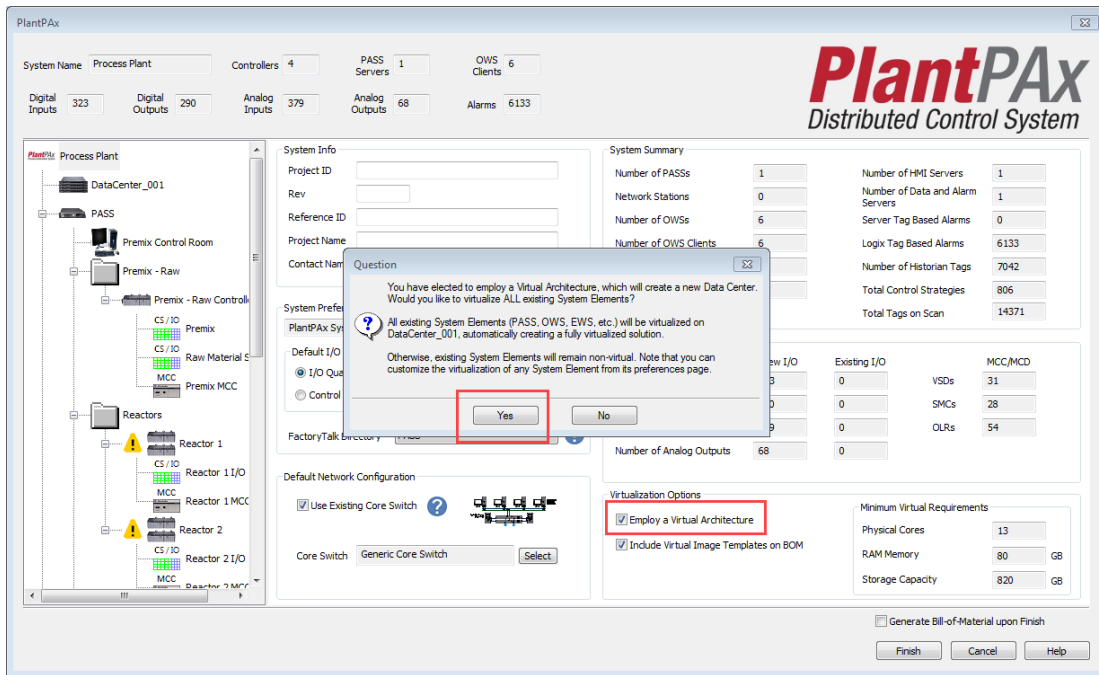 PlantPAx
System Name Process Plant Controllers 4 PASS Servers 1 OWS Clients 6
Digital Inputs 323 Digital Outputs 290 Analog Inputs 379 Analog Outputs 68 Alarms 6133
PlantPAx
Distributed Control System
PlantPAx Process Plant
DataCenter_001
PASS
Premix Control Room
Premix - Raw
Premix - Raw Controlle
CS/IO
Premix
CS/IO
Raw Material S
MCC
Premix MCC
Reactors
Reactor 1
CS/IO
Reactor 1 I/O
MCC
Reactor 1 MCC
Reactor 2
CS/IO
Reactor 2 I/O
MCC
Reactor 2 MCC
System Info
Project ID
Rev
Reference ID
Project Name
Contact Nam
System Prefer
PlantPAx Sys
Default I/O
I/O Qua
Control
FactoryTalk Directory PASS
Default Network Configuration
Use Existing Core Switch
Core Switch Generic Core Switch Select
System Summary
Number of PASSs 1 Number of HMI Servers 1
Network Stations 0 Number of Data and Alarm Servers 1
Number of OWSs 6 Server Tag Based Alarms 0
Number of OWS Clients 6 Logix Tag Based Alarms 6133
Number of Historian Tags 7042
Total Control Strategies 806
Total Tags on Scan 14371
Question
You have elected to employ a Virtual Architecture, which will create a new Data Center.
Would you like to virtualize ALL existing System Elements?
All existing System Elements (PASS, OWS, EWS, etc.) will be virtualized on
DataCenter_001, automatically creating a fully virtualized solution.
Otherwise, existing System Elements will remain non-virtual. Note that you can
customize the virtualization of any System Element from its preferences page.
Yes No
ew I/O Existing I/O MCC/MCD
3 0 VSDs 31
0 0 SMCs 28
9 0 OLRs 54
Number of Analog Outputs 68 0
Virtualization Options
Employ a Virtual Architecture
Include Virtual Image Templates on BOM
Minimum Virtual Requirements
Physical Cores 13
RAM Memory 80 GB
Storage Capacity 820 GB
Generate Bill-of-Material upon Finish
Finish Cancel Help